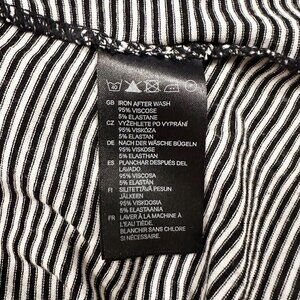 GB IRON AFTER WASH
95% VISCOSE
5% ELASTANE
CZ VYŽEHLETE PO VYPRÁNÍ
95% VISKÓZA
5% ELASTAN
DE NACH DER WÄSCHE BÜGELN
95% VISKOSE
5% ELASTHAN
ES PLANCHAR DESPUÉS DEL
LAVADO
95% VISCOSA
5% ELASTÁN
FI SILITETTÄVÄ PESUN
JÄLKEEN
95% VISKOOSI
5% ELASTAANIA
FR LAVER À LA MACHINE À
L'EAU TIÈDE,
BLANCHIR SANS CHLORE
SI NÉCESSAIRE.